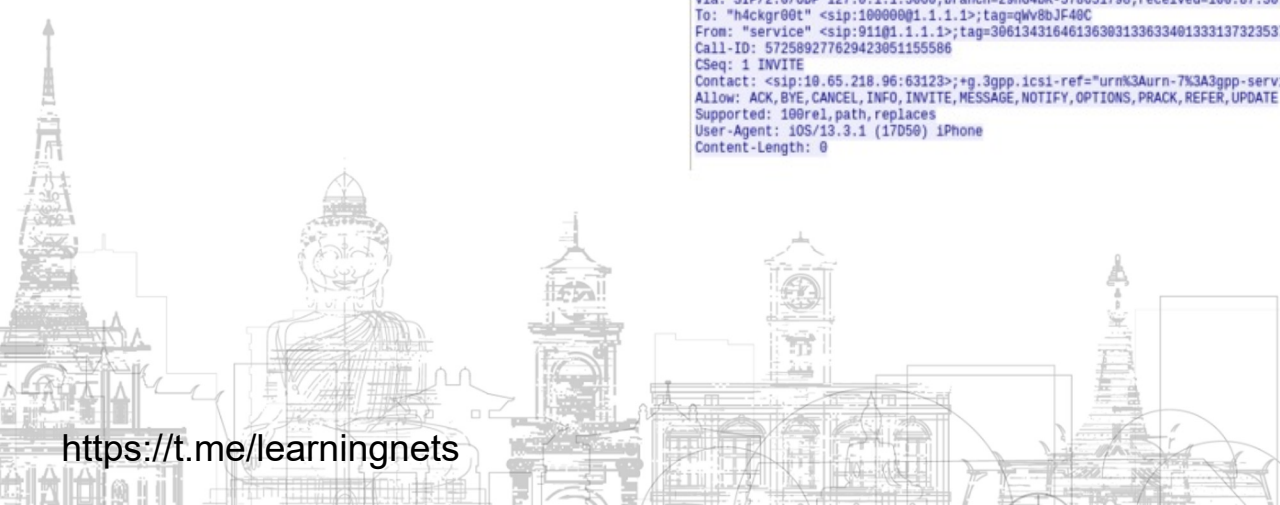 To: "h4ckgr00t" <sip:100000@1.1.1.1>;tag=qWv8bJF40C
From: "service" <sip:911@1.1.1.1>;tag=3061343164613630313363340133313732353
Call-ID: 572589277629423051155586
CSeq: 1 INVITE
Contact: <sip:10.65.218.96:63123>;+g.3gpp.icsi-ref="urn%3Aurn-7%3A3gpp-serv
Allow: ACK,BYE,CANCEL,INFO,INVITE,MESSAGE,NOTIFY,OPTIONS,PRACK,REFER,UPDATE
Supported: 100rel,path,replaces
User-Agent: iOS/13.3.1 (17D50) iPhone
Content-Length: 0
https://t.me/learningnets